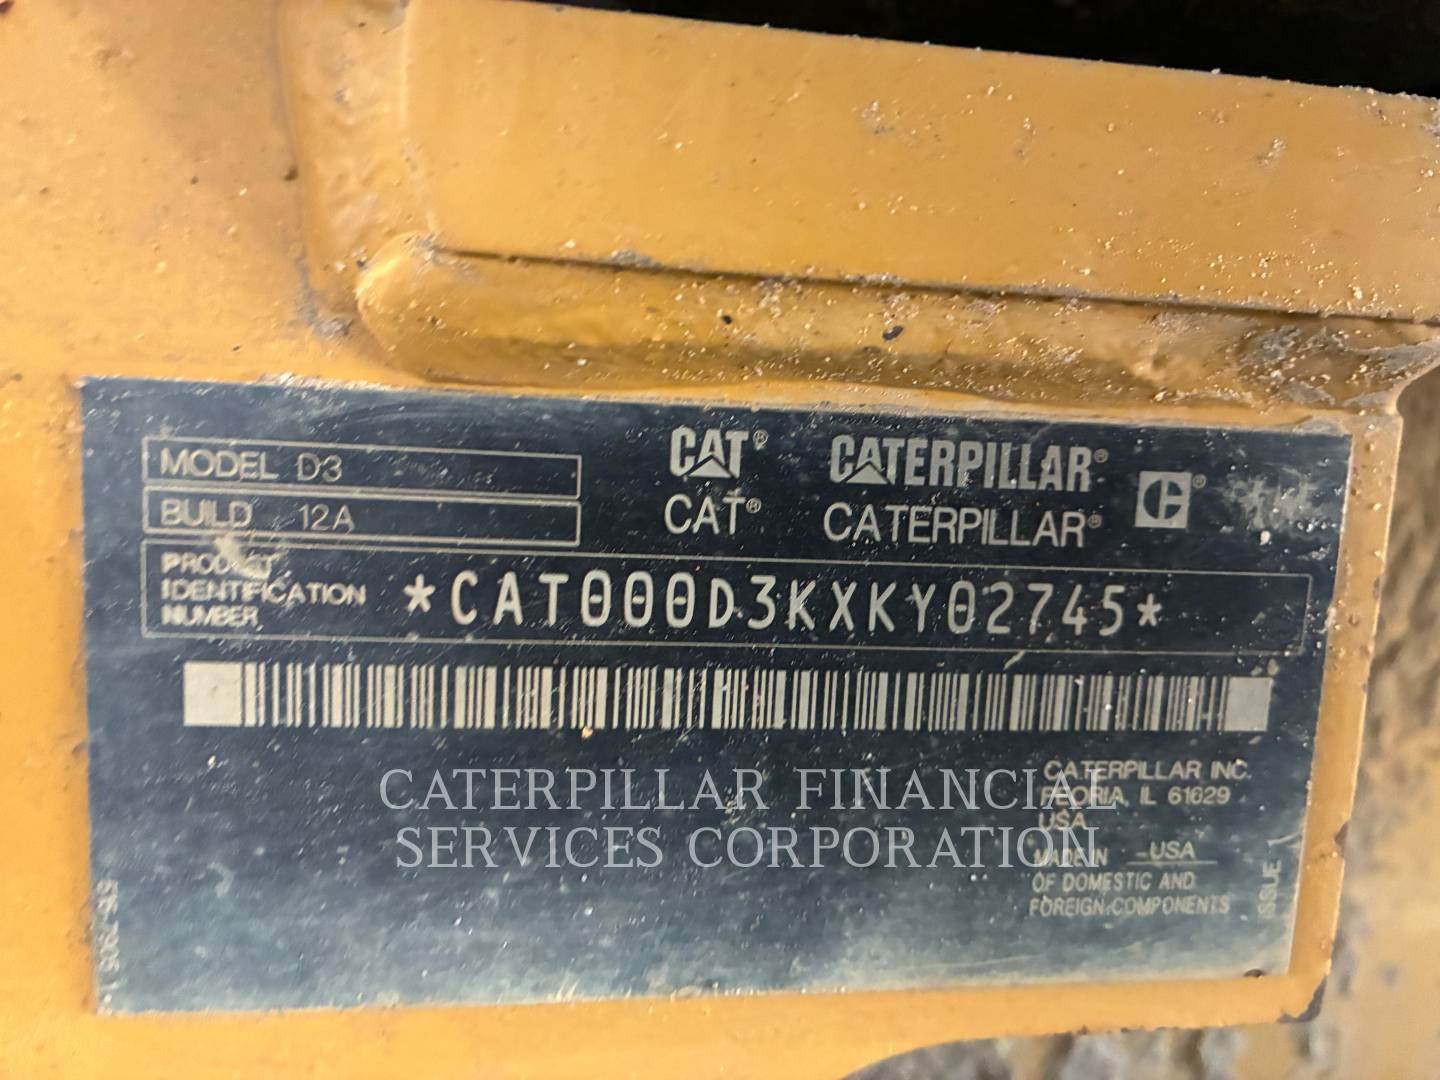 MODEL D3
BUILD 12A
CAT® CATERPILLAR®
CAT® CATERPILLAR®
PRODUCT
IDENTIFICATION
NUMBER
*CAT000D3KXKY02745*
CATERPILLAR INC.
PEORIA, IL 61629
USA
MADE IN USA
OF DOMESTIC AND
FOREIGN COMPONENTS
ISSUE 1
CATERPILLAR FINANCIAL
SERVICES CORPORATION